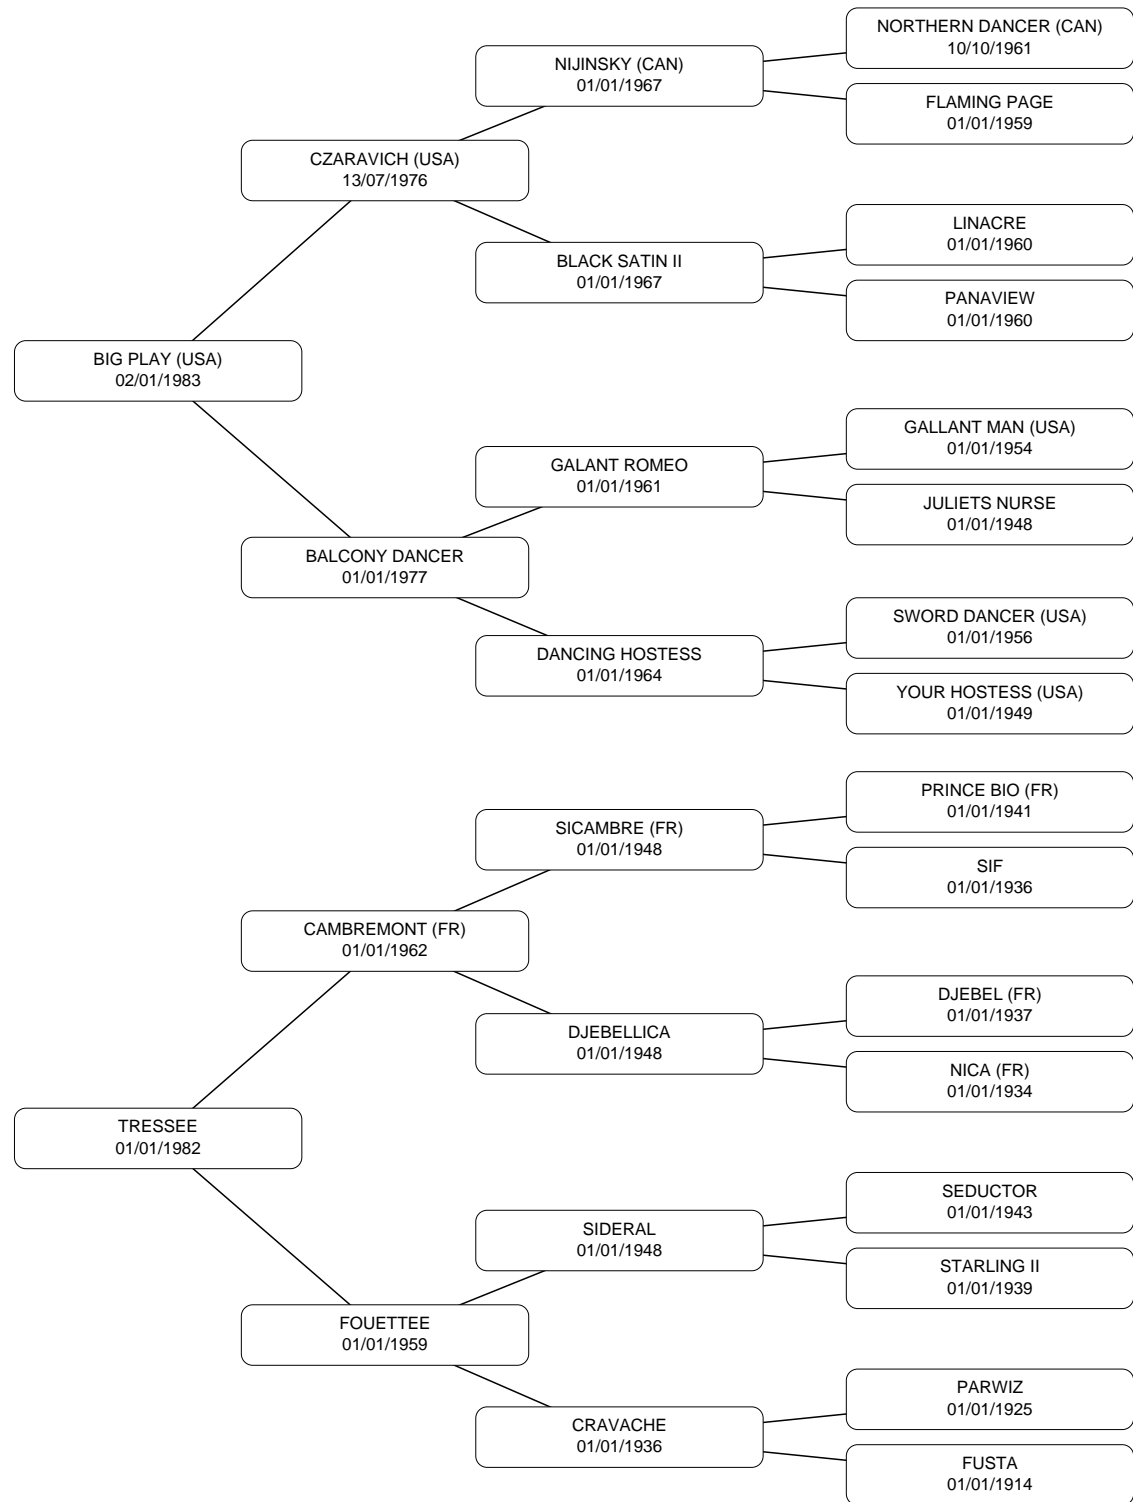 NORTHERN DANCER (CAN)
10/10/1961
NIJINSKY (CAN)
01/01/1967
FLAMING PAGE
01/01/1959
CZARAVICH (USA)
13/07/1976
LINACRE
01/01/1960
BLACK SATIN II
01/01/1967
PANAVIEW
01/01/1960
BIG PLAY (USA)
02/01/1983
GALLANT MAN (USA)
01/01/1954
GALANT ROMEO
01/01/1961
JULIETS NURSE
01/01/1948
BALCONY DANCER
01/01/1977
SWORD DANCER (USA)
01/01/1956
DANCING HOSTESS
01/01/1964
YOUR HOSTESS (USA)
01/01/1949
PRINCE BIO (FR)
01/01/1941
SICAMBRE (FR)
01/01/1948
SIF
01/01/1936
CAMBREMONT (FR)
01/01/1962
DJEBEL (FR)
01/01/1937
DJEBELLICA
01/01/1948
NICA (FR)
01/01/1934
TRESSEE
01/01/1982
SEDUCTOR
01/01/1943
SIDERAL
01/01/1948
STARLING II
01/01/1939
FOUETTEE
01/01/1959
PARWIZ
01/01/1925
CRAVACHE
01/01/1936
FUSTA
01/01/1914